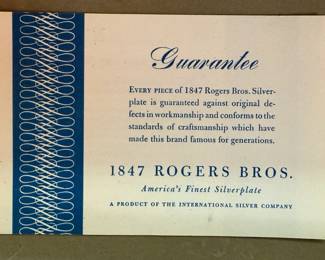 Guarantee
EVERY PIECE of 1847 Rogers Bros. Silver-
plate is guaranteed against original de-
fects in workmanship and conforms to the
standards of craftsmanship which have
made this brand famous for generations.
1847 ROGERS BROS.
America's Finest Silverplate
A PRODUCT OF THE INTERNATIONAL SILVER COMPANY